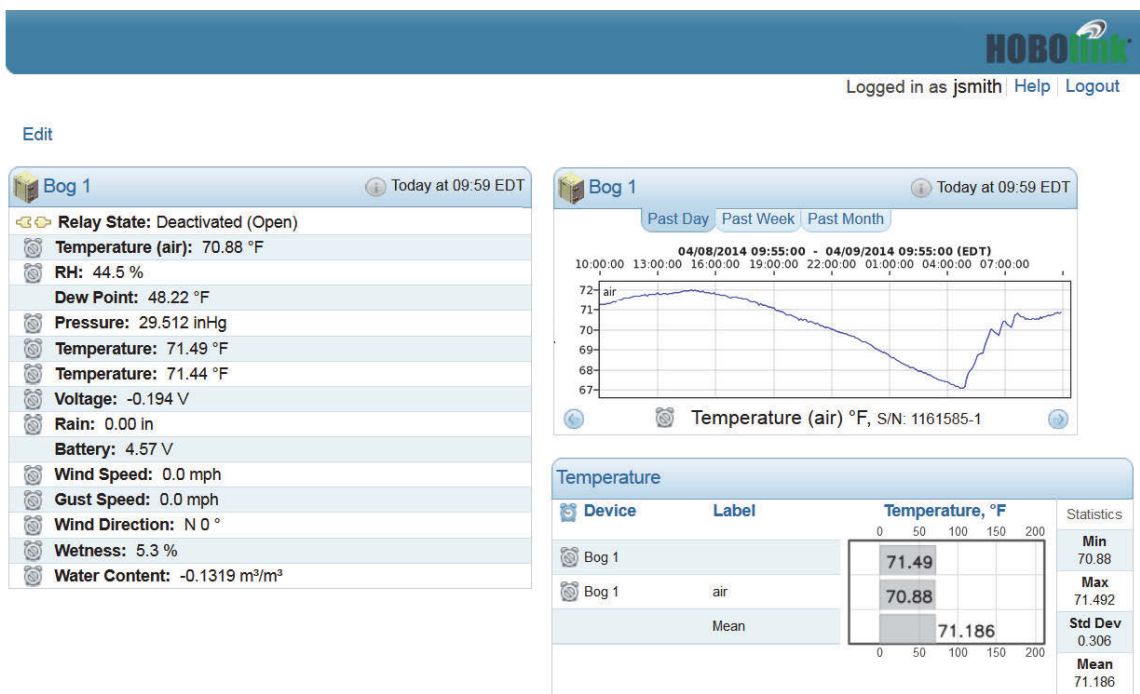 HOBOlink
Logged in as jsmith Help Logout
Edit
Bog 1 Today at 09:59 EDT
Relay State: Deactivated (Open)
Temperature (air): 70.88 °F
RH: 44.5 %
Dew Point: 48.22 °F
Pressure: 29.512 inHg
Temperature: 71.49 °F
Temperature: 71.44 °F
Voltage: -0.194 V
Rain: 0.00 in
Battery: 4.57 V
Wind Speed: 0.0 mph
Gust Speed: 0.0 mph
Wind Direction: N 0 °
Wetness: 5.3 %
Water Content: -0.1319 m³/m³
Bog 1 Today at 09:59 EDT
Past Day Past Week Past Month
04/08/2014 09:55:00 - 04/09/2014 09:55:00 (EDT)
10:00:00 13:00:00 16:00:00 19:00:00 22:00:00 01:00:00 04:00:00 07:00:00
72 air
71
70
69
68
67
Temperature (air) °F, S/N: 1161585-1
Temperature
Device Label Temperature, °F Statistics
0 50 100 150 200
Bog 1 71.49
Bog 1 air 70.88
Mean 71.186
0 50 100 150 200
Min
70.88
Max
71.492
Std Dev
0.306
Mean
71.186